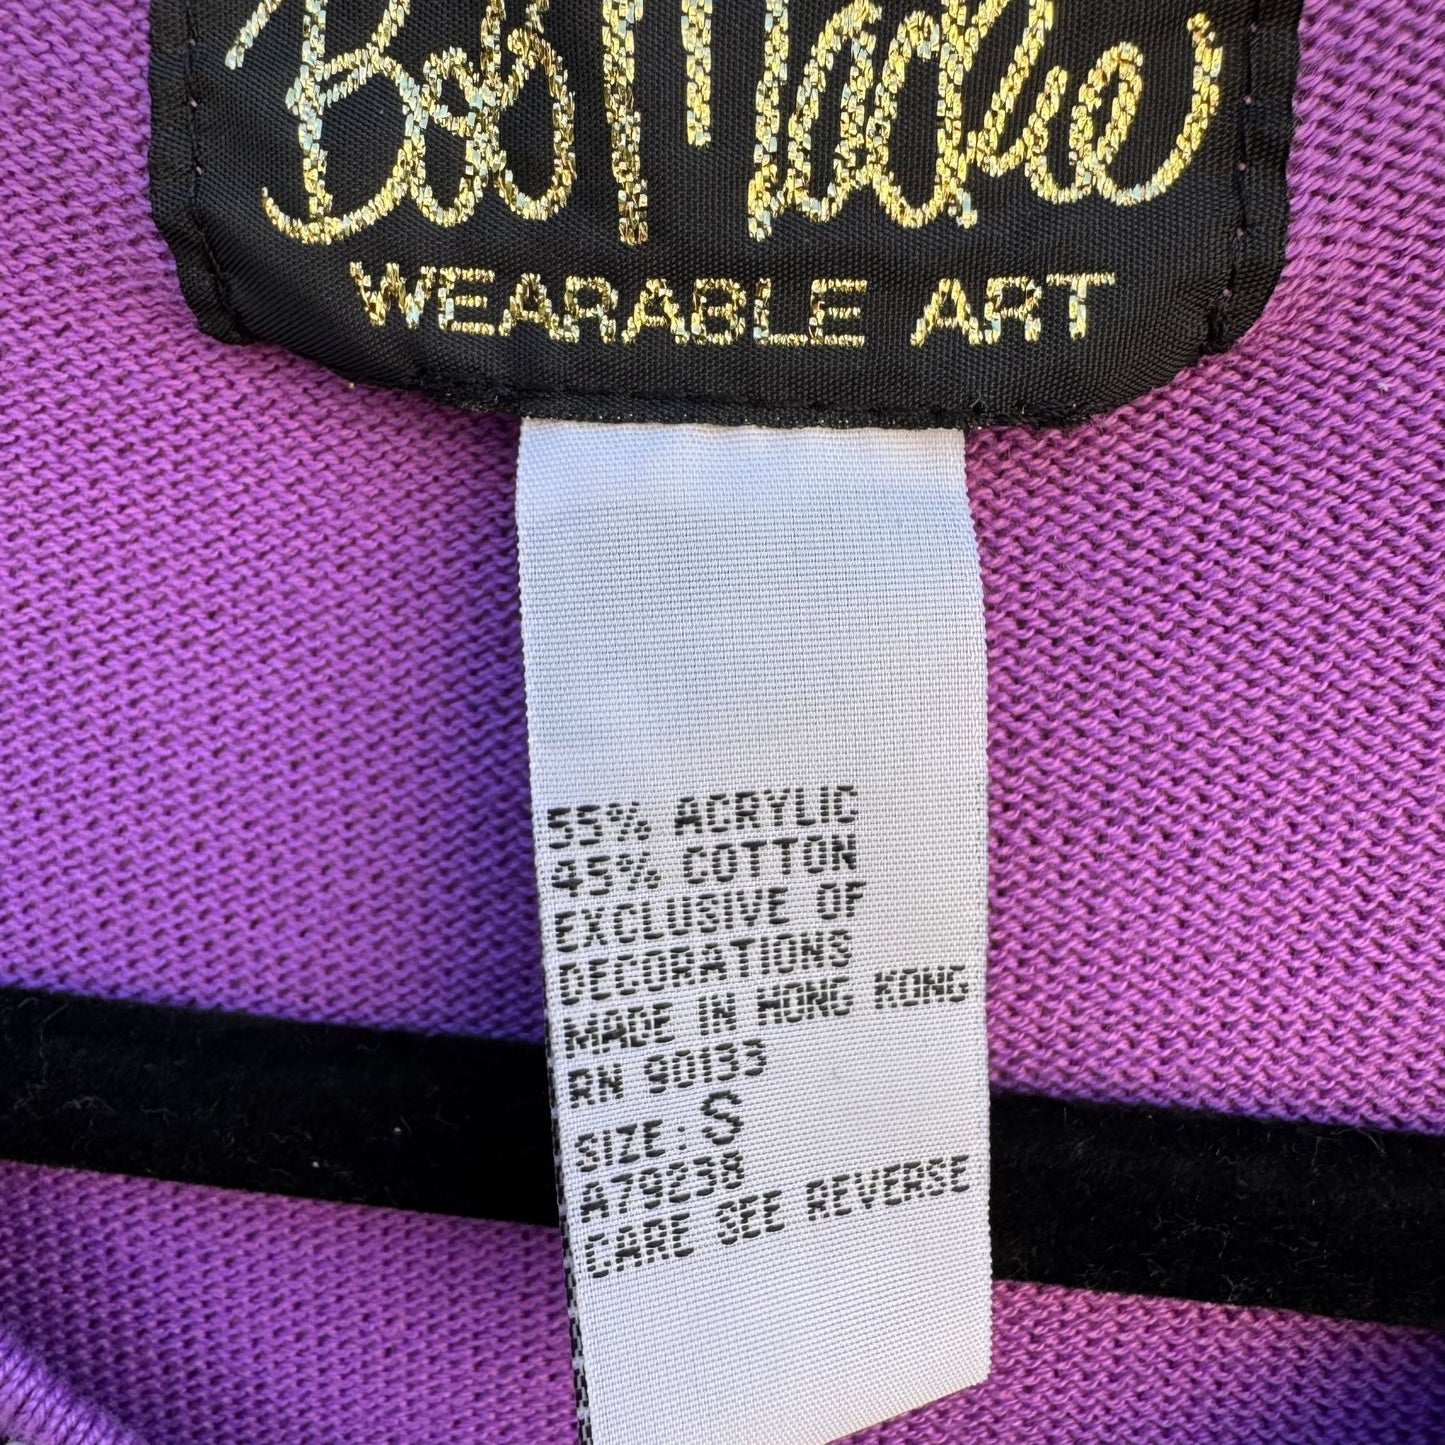 Bob Mackie
WEARABLE ART
55% ACRYLIC
45% COTTON
EXCLUSIVE OF
DECORATIONS
MADE IN HONG KONG
RN 90133
SIZE: S
A79238
CARE SEE REVERSE